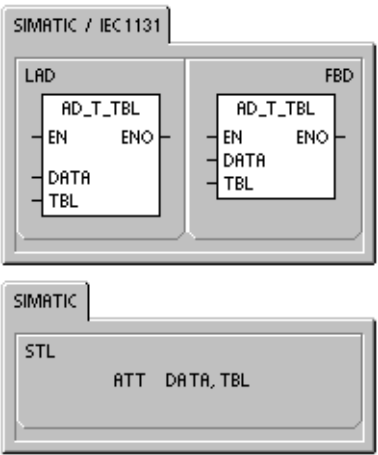 SIMATIC / IEC1131
LAD FBD
AD_T_TBL AD_T_TBL
EN ENO EN ENO
DATA
DATA
TBL
TBL
SIMATIC
STL
ATT DATA, TBL